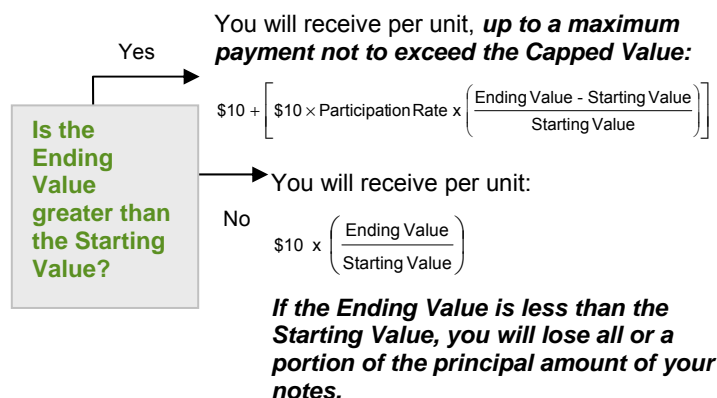 You will receive per unit, up to a maximum
payment not to exceed the Capped Value:
Yes
$10 + [ $10 × Participation Rate x ( Ending Value - Starting Value / Starting Value ) ]
Is the
Ending
Value
greater than
the Starting
Value?
You will receive per unit:
No
$10 x ( Ending Value / Starting Value )
If the Ending Value is less than the
Starting Value, you will lose all or a
portion of the principal amount of your
notes.